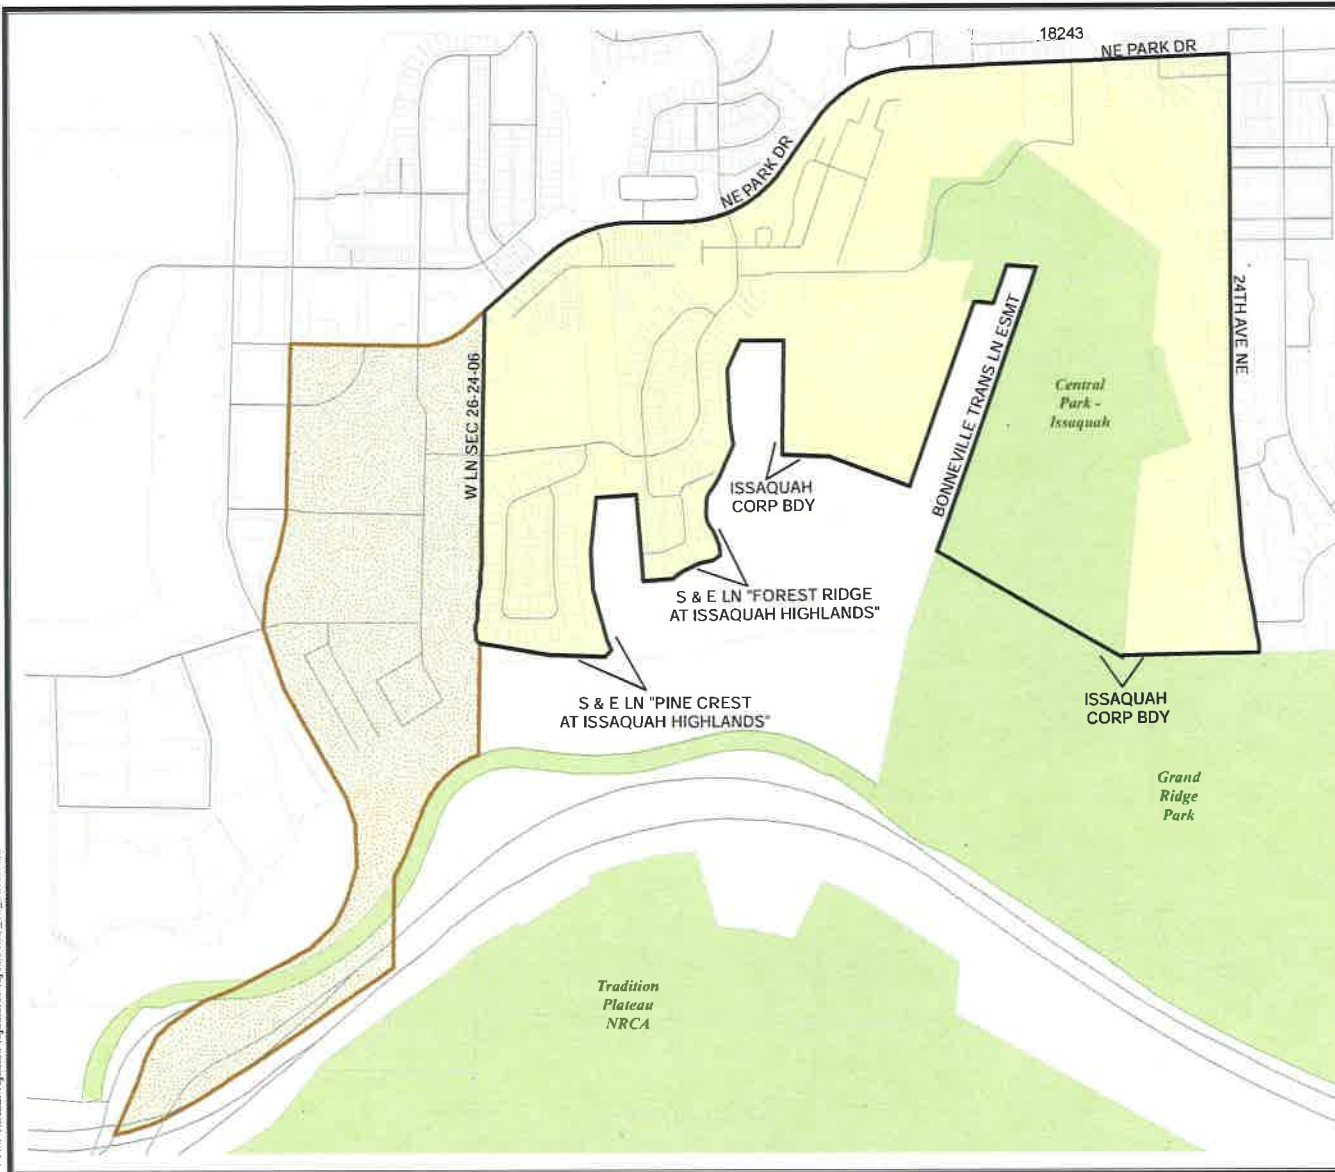 18243
NE PARK DR
NE PARK DR
24TH AVE NE
W LN SEC 26-24-06
BONNEVILLE TRANS LN ESMT
Central
Park -
Issaquah
ISSAQUAH
CORP BDY
S & E LN "FOREST RIDGE
AT ISSAQUAH HIGHLANDS"
S & E LN "PINE CREST
AT ISSAQUAH HIGHLANDS"
ISSAQUAH
CORP BDY
Grand
Ridge
Park
Tradition
Plateau
NRCA